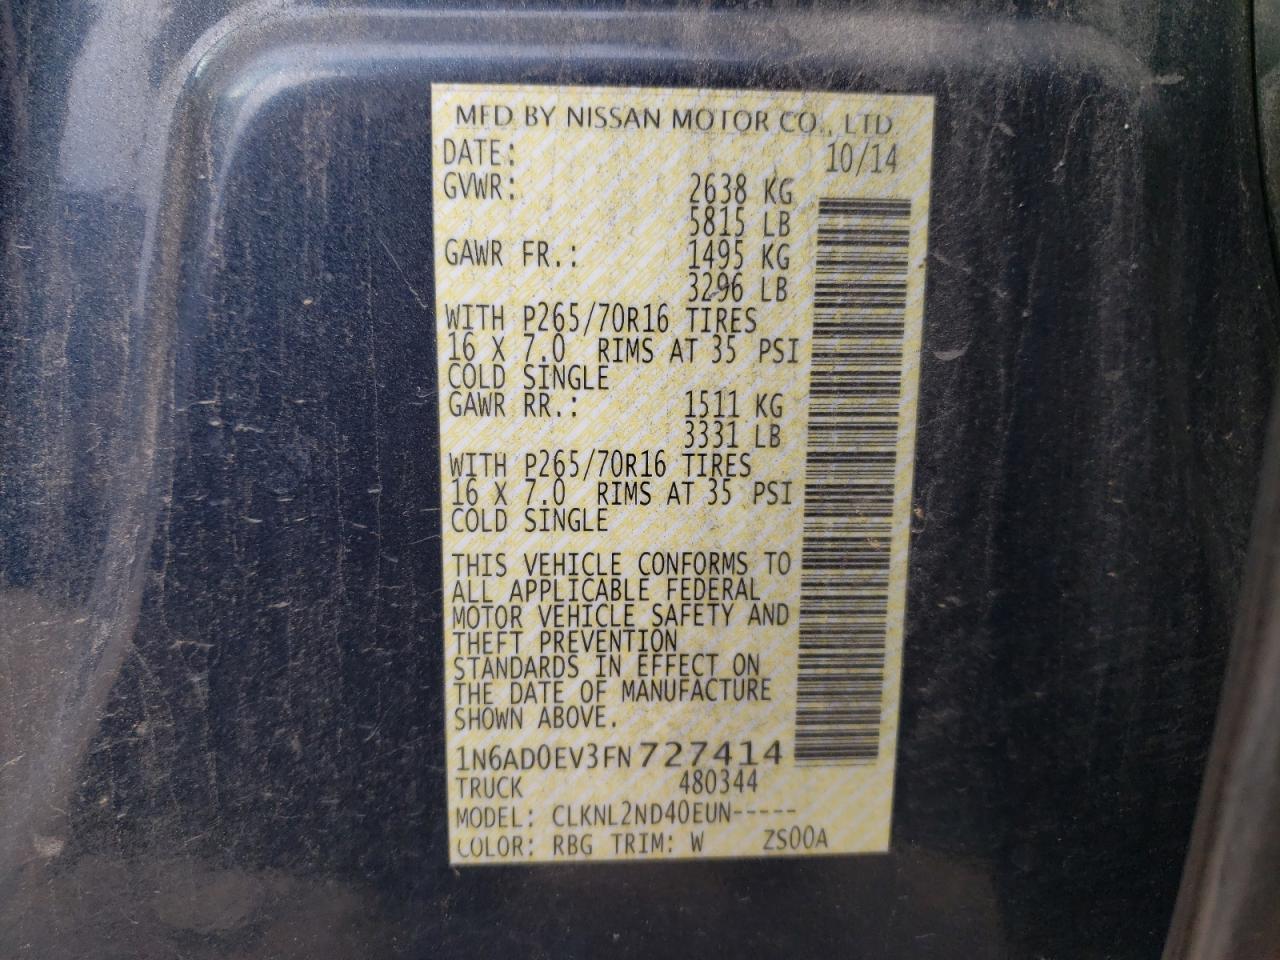 MFD BY NISSAN MOTOR CO., LTD.
DATE: 10/14
GVWR: 2638 KG
5815 LB
GAWR FR.: 1495 KG
3296 LB
WITH P265/70R16 TIRES
16 X 7.0 RIMS AT 35 PSI
COLD SINGLE
GAWR RR.: 1511 KG
3331 LB
WITH P265/70R16 TIRES
16 X 7.0 RIMS AT 35 PSI
COLD SINGLE
THIS VEHICLE CONFORMS TO
ALL APPLICABLE FEDERAL
MOTOR VEHICLE SAFETY AND
THEFT PREVENTION
STANDARDS IN EFFECT ON
THE DATE OF MANUFACTURE
SHOWN ABOVE.
1N6AD0EV3FN727414
TRUCK 480344
MODEL: CLKNL2ND40EUN-----
COLOR: RBG TRIM: W ZS00A